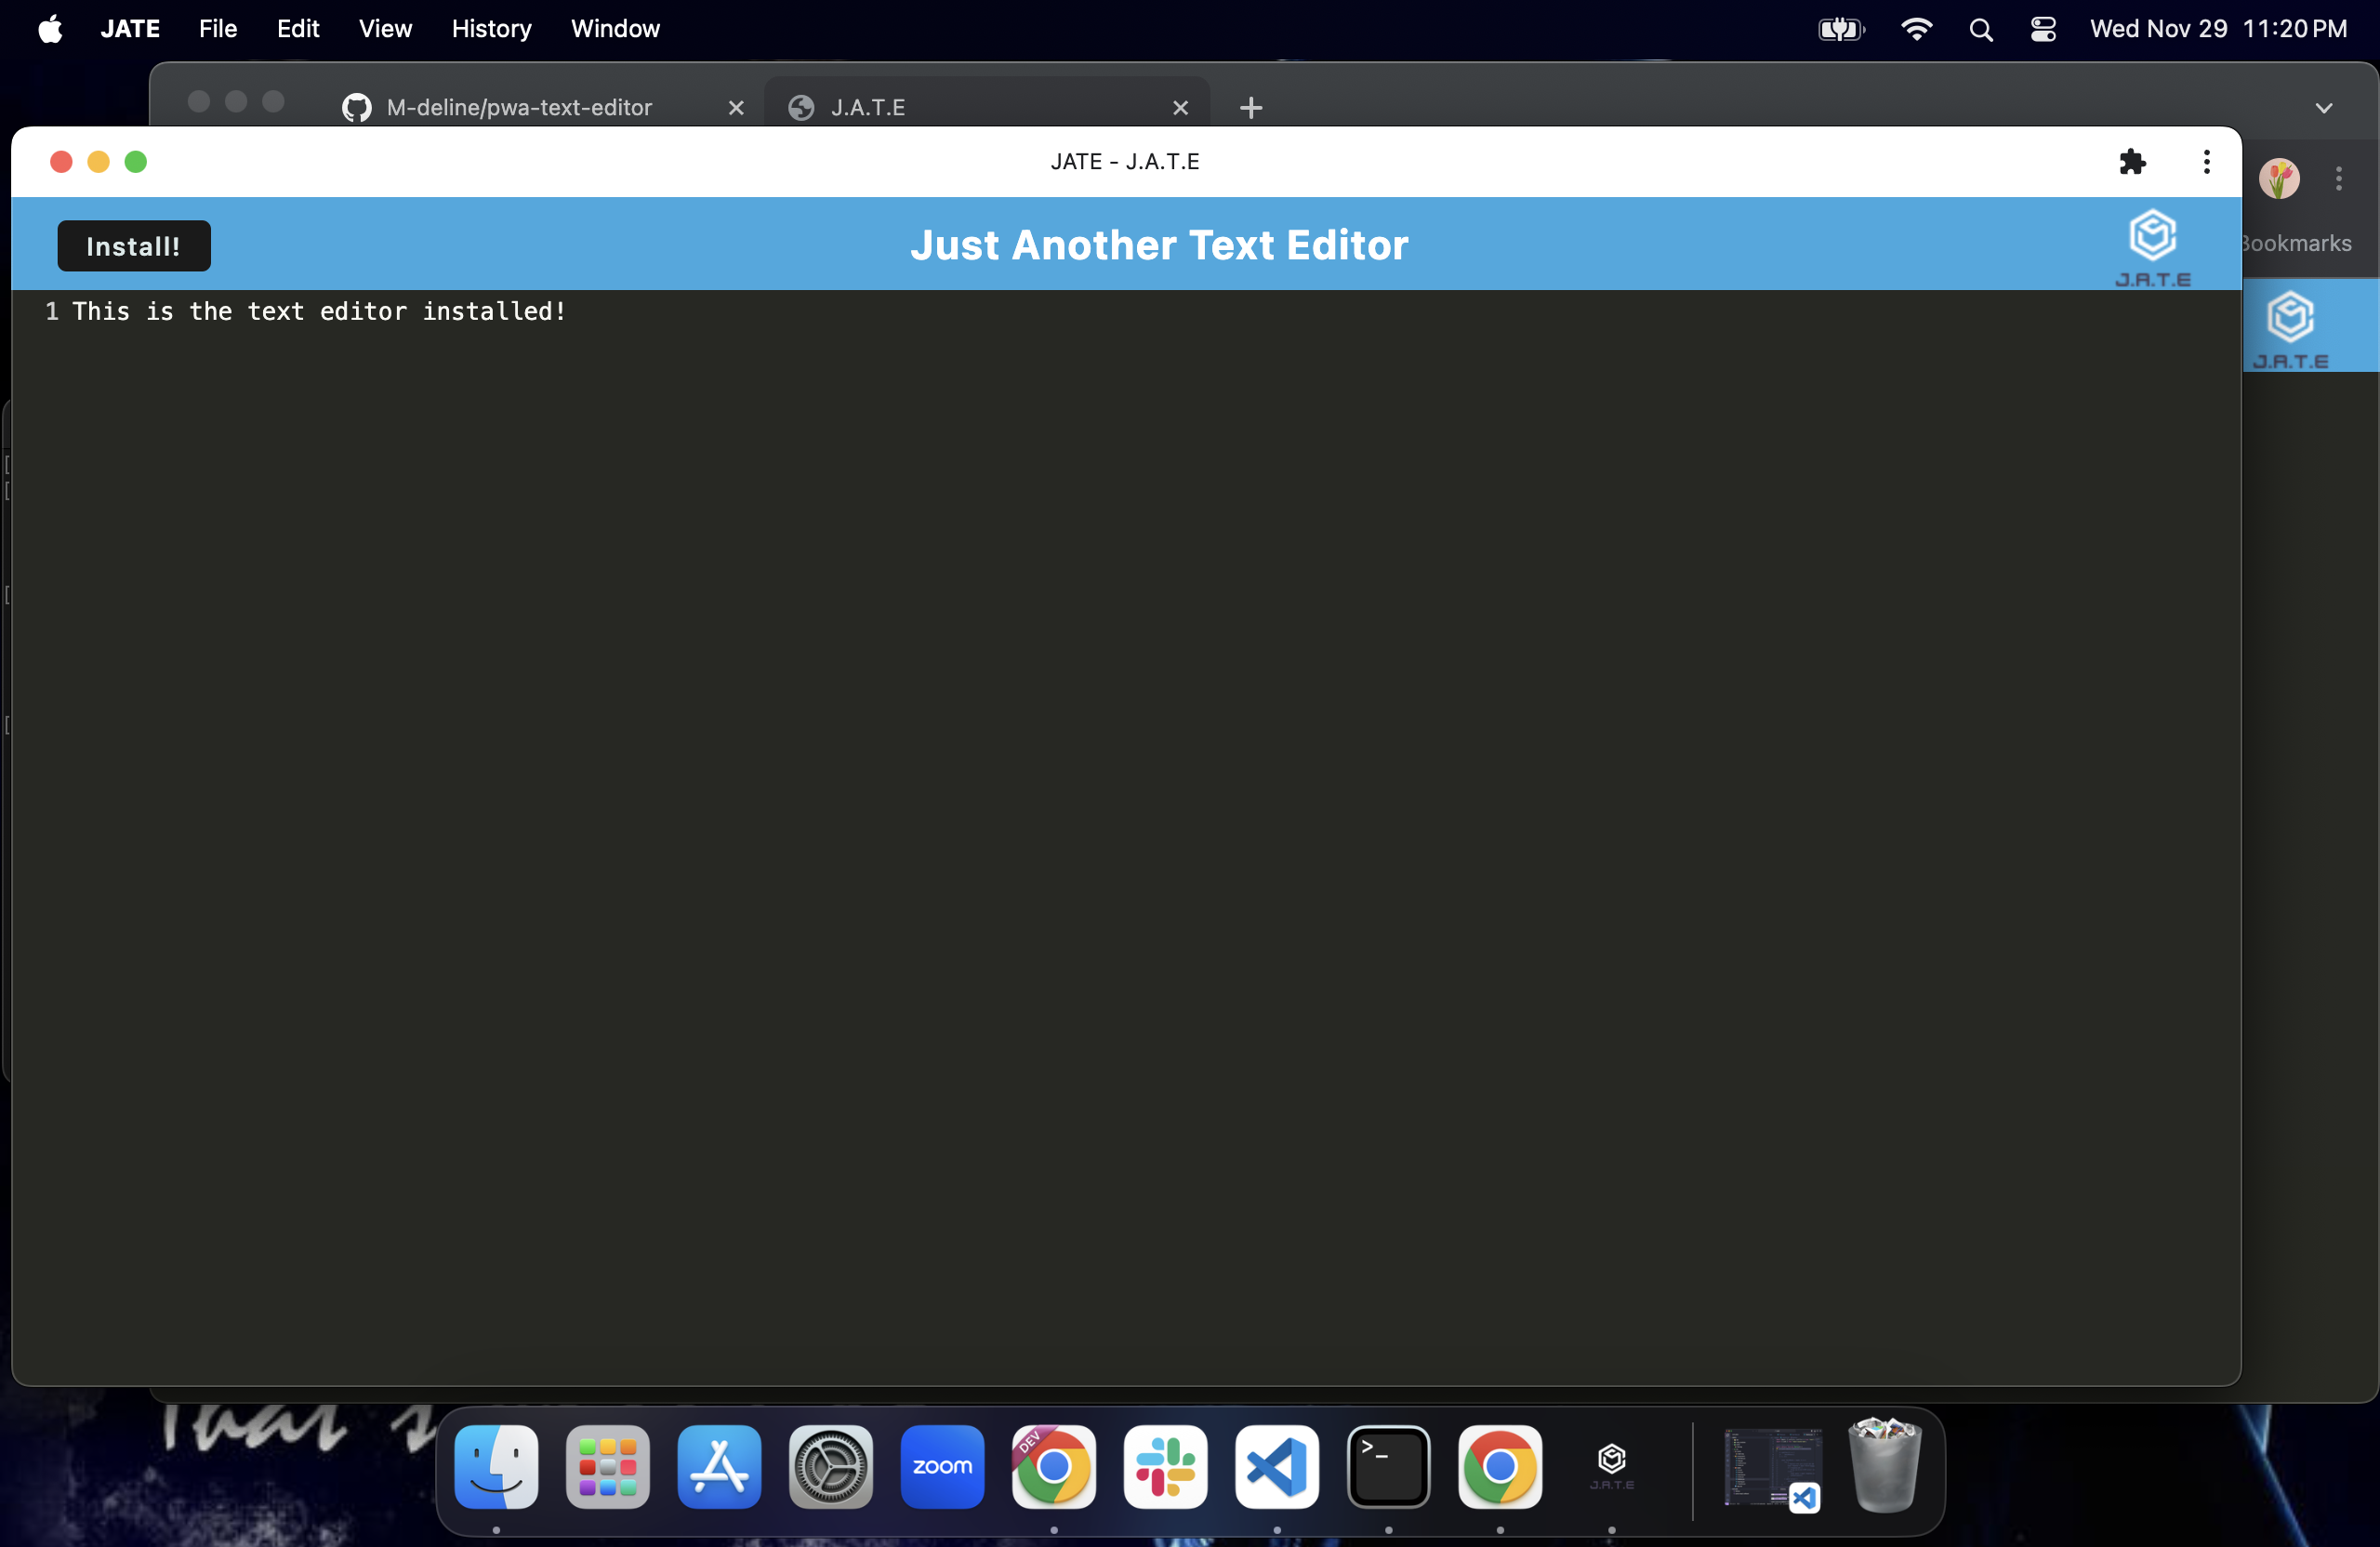 JATE File Edit View History Window Wed Nov 29 11:20 PM
M-deline/pwa-text-editor J.A.T.E
JATE - J.A.T.E
Install! Just Another Text Editor
J.A.T.E
Bookmarks
1 This is the text editor installed!
J.A.T.E
That s
DEV
zoom
>_
J.A.T.E